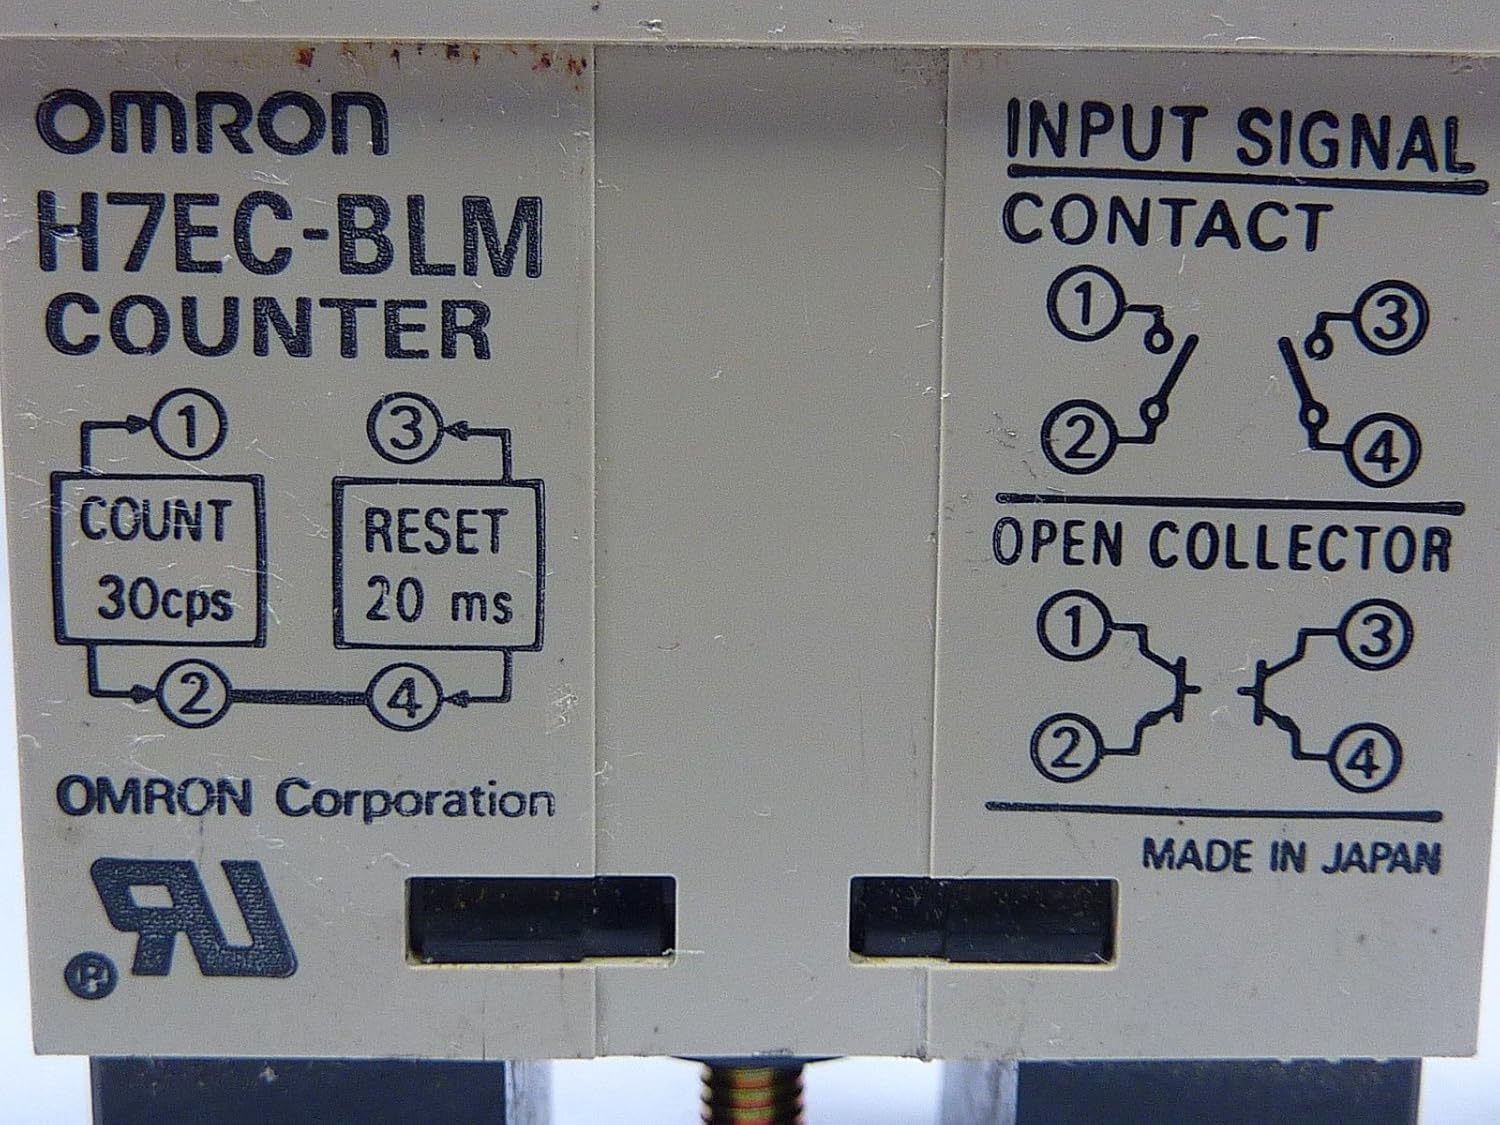 OMRON
H7EC-BLM
COUNTER
1 3
COUNT
30cps
RESET
20 ms
2 4
OMRON Corporation
RU
®
INPUT SIGNAL
CONTACT
1 3
2 4
OPEN COLLECTOR
1 3
2 4
MADE IN JAPAN